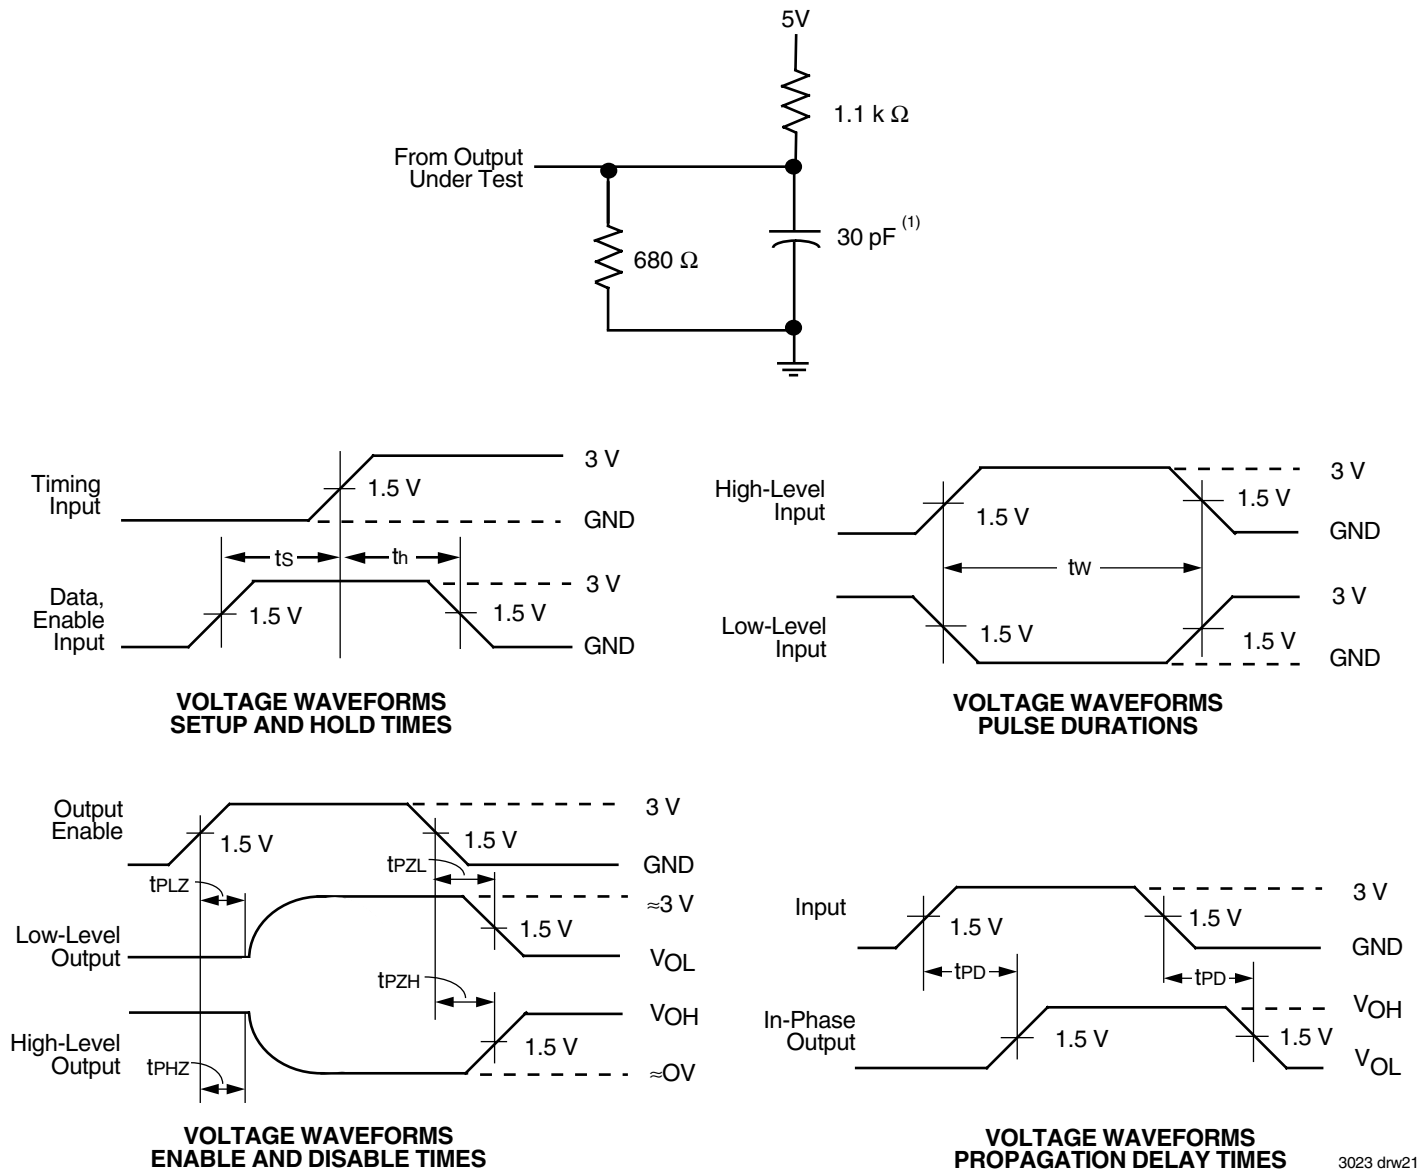 5V
1.1 k Ω
From Output
Under Test
30 pF (1)
680 Ω
Timing
Input
3 V
1.5 V
GND
tS
th
Data,
Enable
Input
3 V
1.5 V
1.5 V
GND
VOLTAGE WAVEFORMS
SETUP AND HOLD TIMES
High-Level
Input
3 V
1.5 V
1.5 V
GND
tW
Low-Level
Input
3 V
1.5 V
1.5 V
GND
VOLTAGE WAVEFORMS
PULSE DURATIONS
Output
Enable
3 V
1.5 V
1.5 V
GND
tPLZ
tPZL
Low-Level
Output
≈3 V
1.5 V
VOL
tPZH
High-Level
Output
VOH
1.5 V
tPHZ
≈OV
VOLTAGE WAVEFORMS
ENABLE AND DISABLE TIMES
Input
3 V
1.5 V
1.5 V
GND
tPD
tPD
In-Phase
Output
VOH
1.5 V
1.5 V
VOL
VOLTAGE WAVEFORMS
PROPAGATION DELAY TIMES
3023 drw21